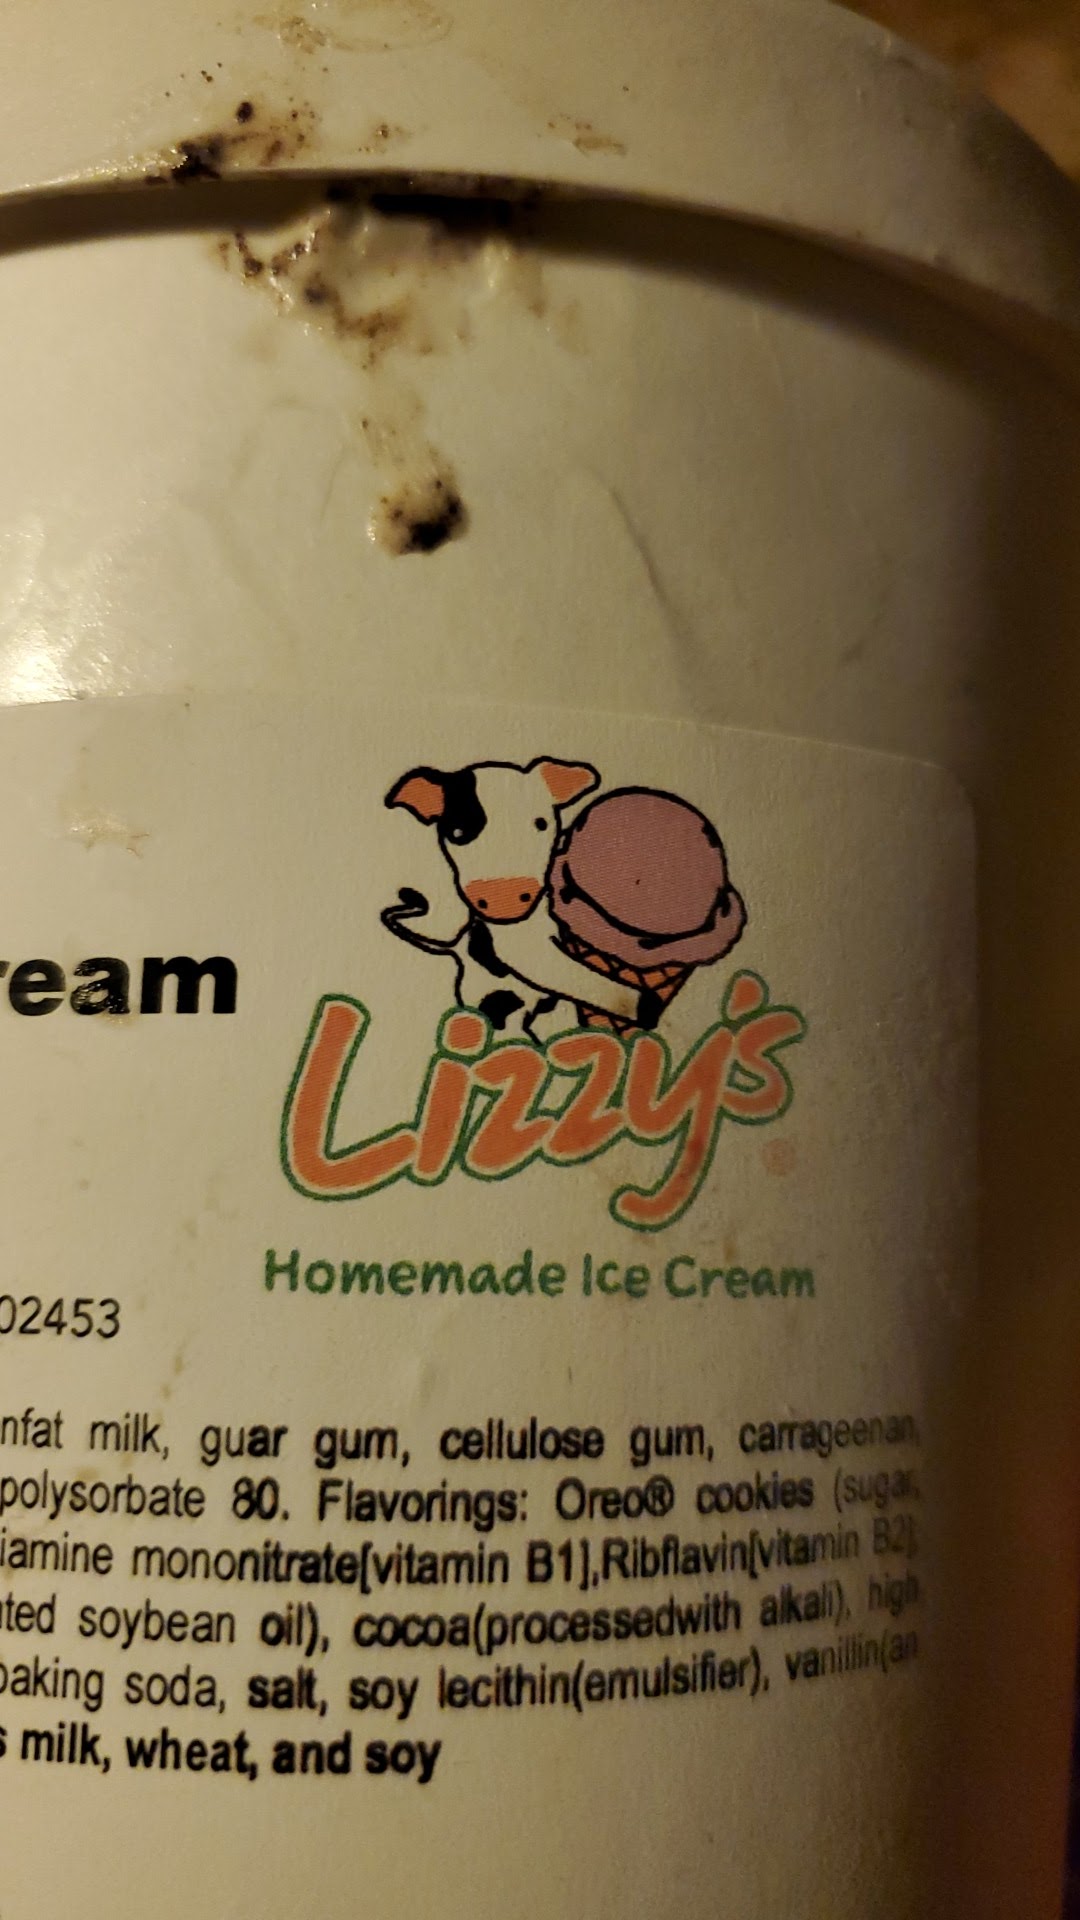 ream
Lizzy's
®
Homemade Ice Cream
02453
nfat milk, guar gum, cellulose gum, carrageenan,
polysorbate 80. Flavorings: Oreo® cookies (sugar,
iamine mononitrate[vitamin B1],Ribflavin[vitamin B2],
ted soybean oil), cocoa(processedwith alkali), high
baking soda, salt, soy lecithin(emulsifier), vanillin(an
s milk, wheat, and soy